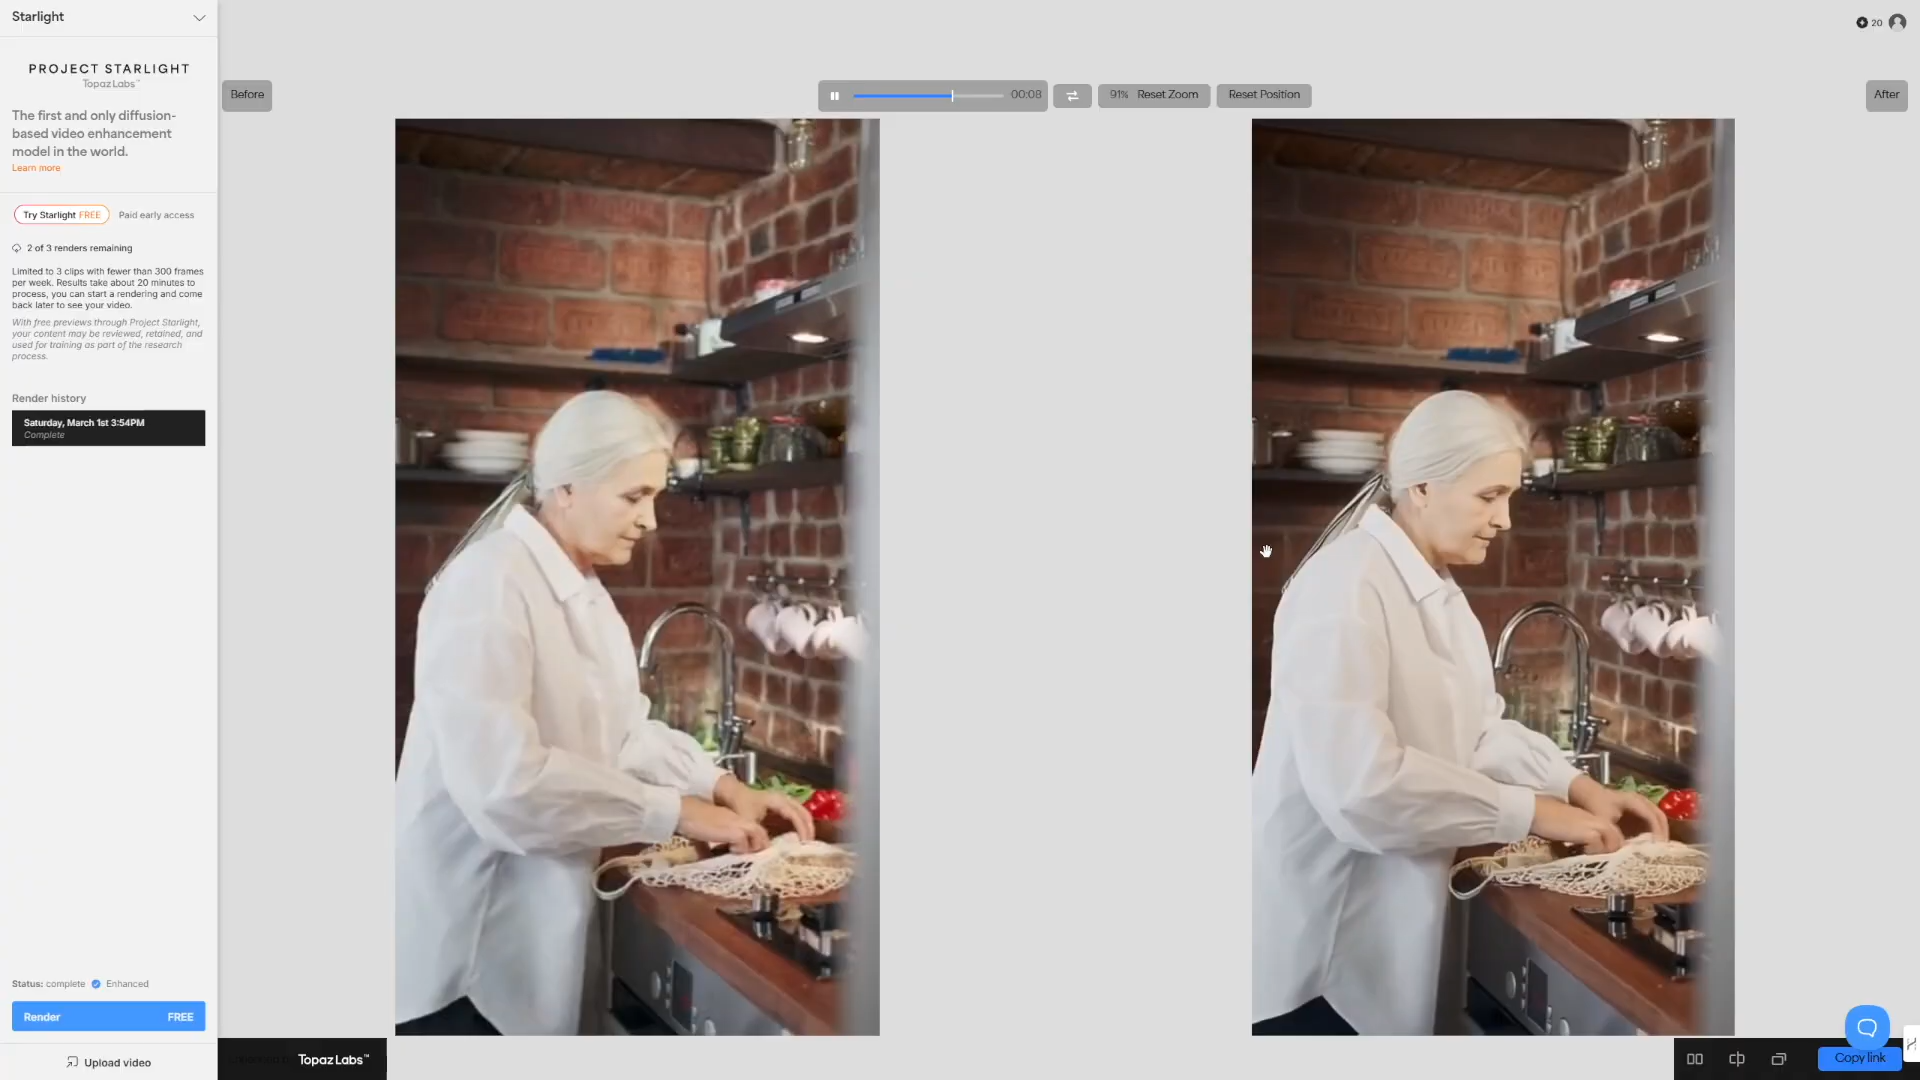 Starlight
20
PROJECT STARLIGHT
Topaz Labs™
The first and only diffusion-
based video enhancement
model in the world.
Learn more
Before
00:08
91% Reset Zoom
Reset Position
After
Try Starlight FREE
Paid early access
2 of 3 renders remaining
Limited to 3 clips with fewer than 300 frames
per week. Results take about 20 minutes to
process, you can start a rendering and come
back later to see your video.
With free previews through Project Starlight,
your content may be reviewed, retained, and
used for training as part of the research
process.
Render history
Saturday, March 1st 3:54PM
Complete
Status: complete Enhanced
Render FREE
Upload video
Topaz Labs™
Copy link